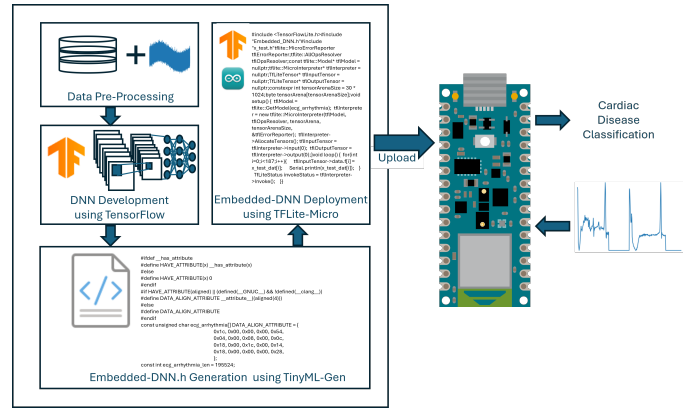 Data Pre-Processing
DNN Development
using TensorFlow
#include <TensorFlowLite.h>#include
"Embedded_DNN.h"#include
"x_test.h"tflite::MicroErrorReporter
tflErrorReporter;tflite::AllOpsResolver
tflOpsResolver;const tflite::Model* tflModel =
nullptr;tflite::MicroInterpreter* tflInterpreter =
nullptr;TfLiteTensor* tflInputTensor =
nullptr;TfLiteTensor* tflOutputTensor =
nullptr;constexpr int tensorArenaSize = 30 *
1024;byte tensorArena[tensorArenaSize];void
setup() { tflModel =
tflite::GetModel(ecg_arrhythmia); tflInterprete
r = new tflite::MicroInterpreter(tflModel,
tflOpsResolver, tensorArena,
tensorArenaSize,
&tflErrorReporter); tflInterpreter-
>AllocateTensors(); tflInputTensor =
tflInterpreter->input(0); tflOutputTensor =
tflInterpreter->output(0);}void loop() { for(int
i=0;i<187;i++){ tflInputTensor->data.f[i]=
x_test_dat[i]; Serial.println(x_test_dat[i]); }
TfLiteStatus invokeStatus = tflInterpreter-
>Invoke(); }
Embedded-DNN Deployment
using TFLite-Micro
#ifdef __has_attribute
#define HAVE_ATTRIBUTE(x) __has_attribute(x)
#else
#define HAVE_ATTRIBUTE(x) 0
#endif
#if HAVE_ATTRIBUTE(aligned) || (defined(__GNUC__) && !defined(__clang__))
#define DATA_ALIGN_ATTRIBUTE __attribute__((aligned(4)))
#else
#define DATA_ALIGN_ATTRIBUTE
#endif
const unsigned char ecg_arrhythmia[] DATA_ALIGN_ATTRIBUTE = {
0x1c, 0x00, 0x00, 0x00, 0x54,
0x04, 0x00, 0x08, 0x00, 0x0c,
0x18, 0x00, 0x1c, 0x00, 0x14,
0x18, 0x00, 0x00, 0x00, 0x28,
};
const int ecg_arrhythmia_len = 195524;
Embedded-DNN.h Generation using TinyML-Gen
Upload
Cardiac
Disease
Classification